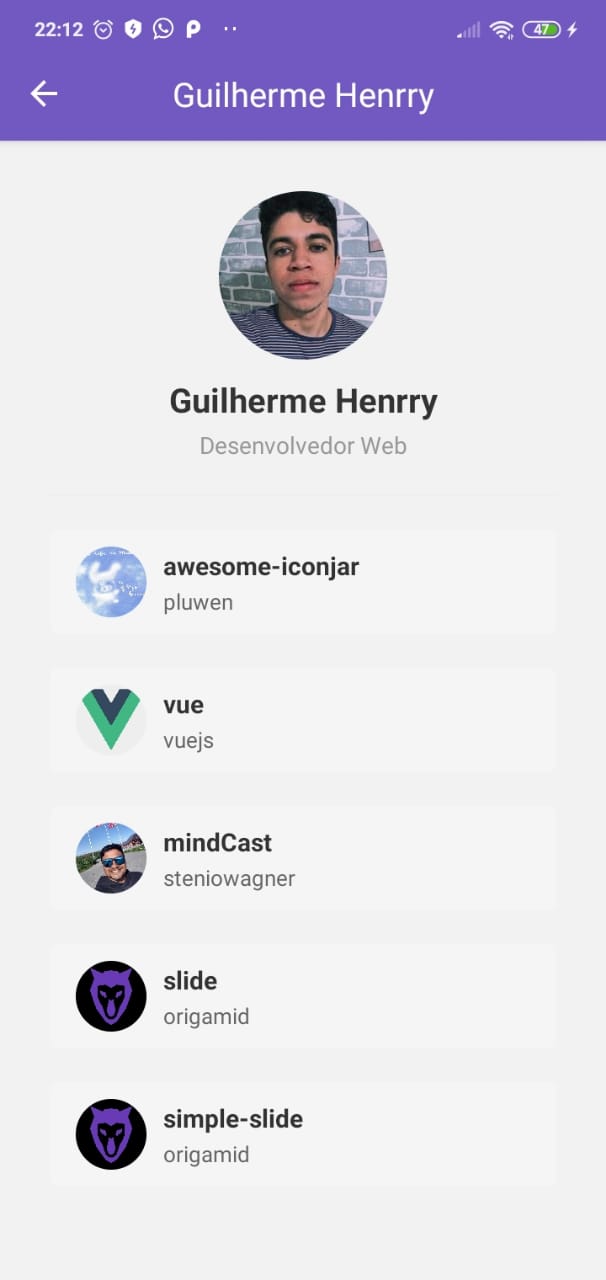 22:12
47
Guilherme Henrry
Guilherme Henrry
Desenvolvedor Web
awesome-iconjar
pluwen
vue
vuejs
mindCast
steniowagner
slide
origamid
simple-slide
origamid